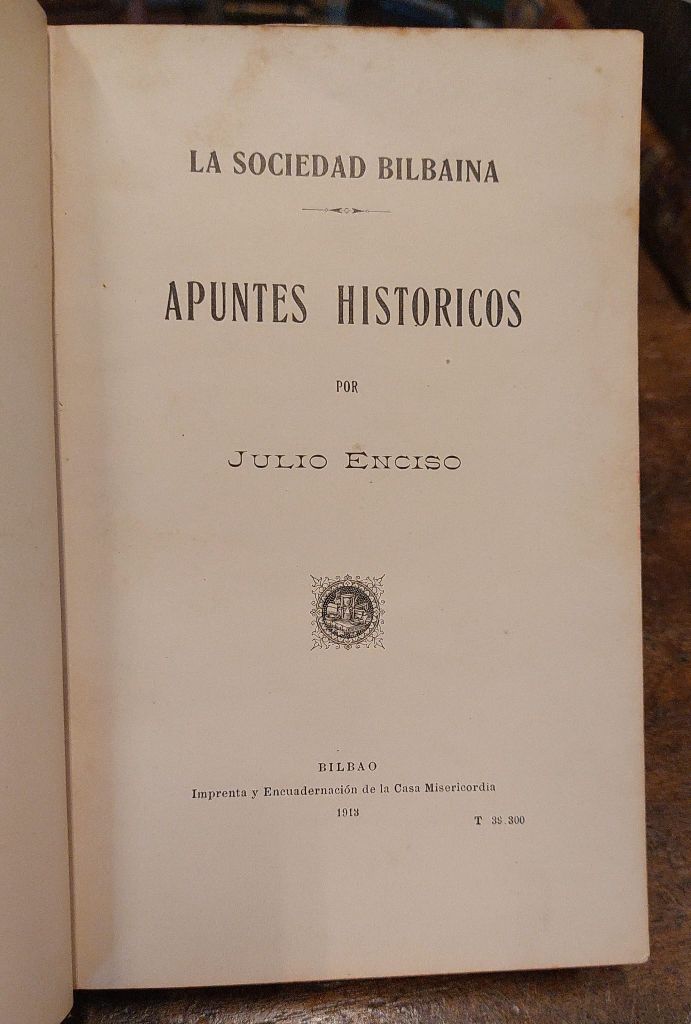 LA SOCIEDAD BILBAINA
APUNTES HISTORICOS
POR
JULIO ENCISO
BILBAO
Imprenta y Encuadernación de la Casa Misericordia
1913
T 39.300